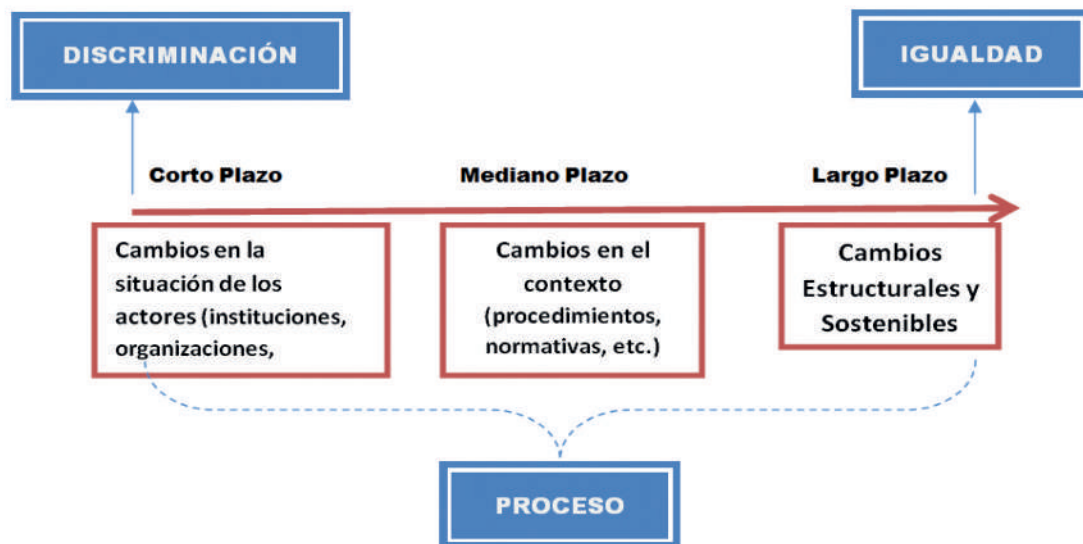 DISCRIMINACIÓN
IGUALDAD
Corto Plazo
Mediano Plazo
Largo Plazo
Cambios en la
situación de los
actores (instituciones,
organizaciones,
Cambios en el
contexto
(procedimientos,
normativas, etc.)
Cambios
Estructurales y
Sostenibles
PROCESO